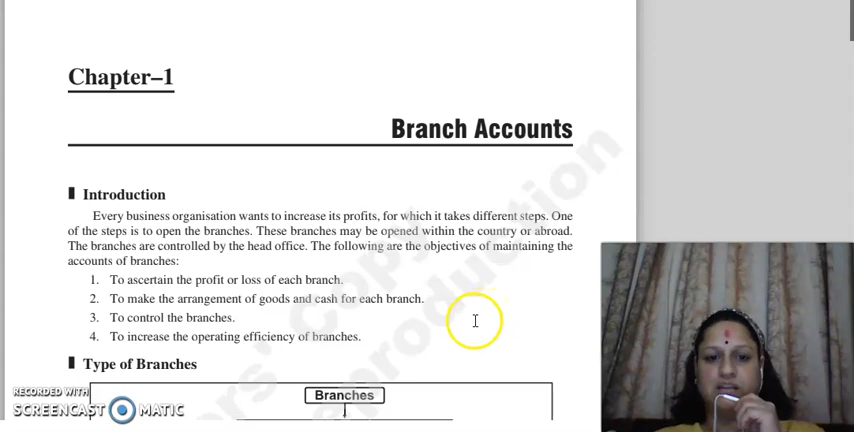 Chapter–1
Branch Accounts
Introduction
Every business organisation wants to increase its profits, for which it takes different steps. One
of the steps is to open the branches. These branches may be opened within the country or abroad.
The branches are controlled by the head office. The following are the objectives of maintaining the
accounts of branches:
1. To ascertain the profit or loss of each branch.
2. To make the arrangement of goods and cash for each branch.
3. To control the branches.
4. To increase the operating efficiency of branches.
Type of Branches
Branches
RECORDED WITH
SCREENCAST MATIC